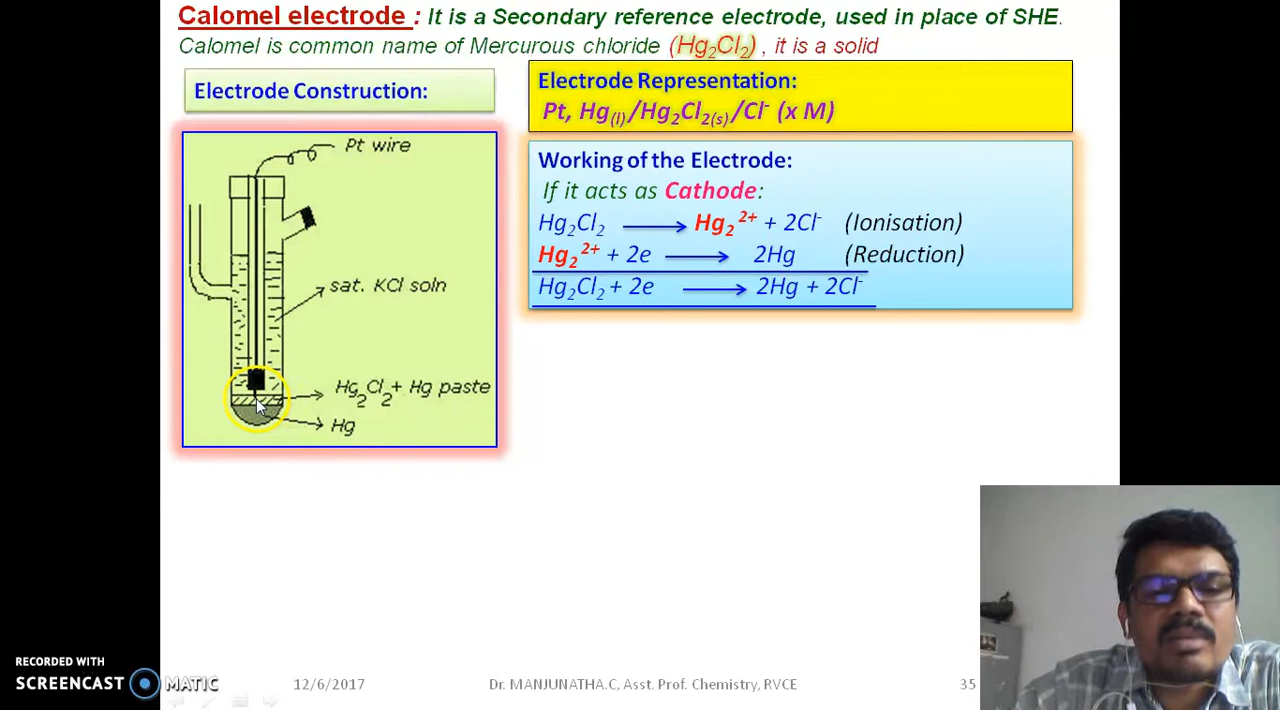 Calomel electrode : It is a Secondary reference electrode, used in place of SHE.
Calomel is common name of Mercurous chloride (Hg₂Cl₂) , it is a solid
Electrode Construction:
Pt wire
sat. KCl soln
Hg₂Cl₂+ Hg paste
Hg
Electrode Representation:
Pt, Hg₍l₎/Hg₂Cl₂₍s₎/Cl⁻ (x M)
Working of the Electrode:
If it acts as Cathode:
Hg₂Cl₂ ⟶ Hg₂ ²⁺ + 2Cl⁻ (Ionisation)
Hg₂ ²⁺ + 2e ⟶ 2Hg (Reduction)
Hg₂Cl₂ + 2e ⟶ 2Hg + 2Cl⁻
RECORDED WITH
SCREENCAST MATIC
12/6/2017
Dr. MANJUNATHA.C, Asst. Prof. Chemistry, RVCE
35